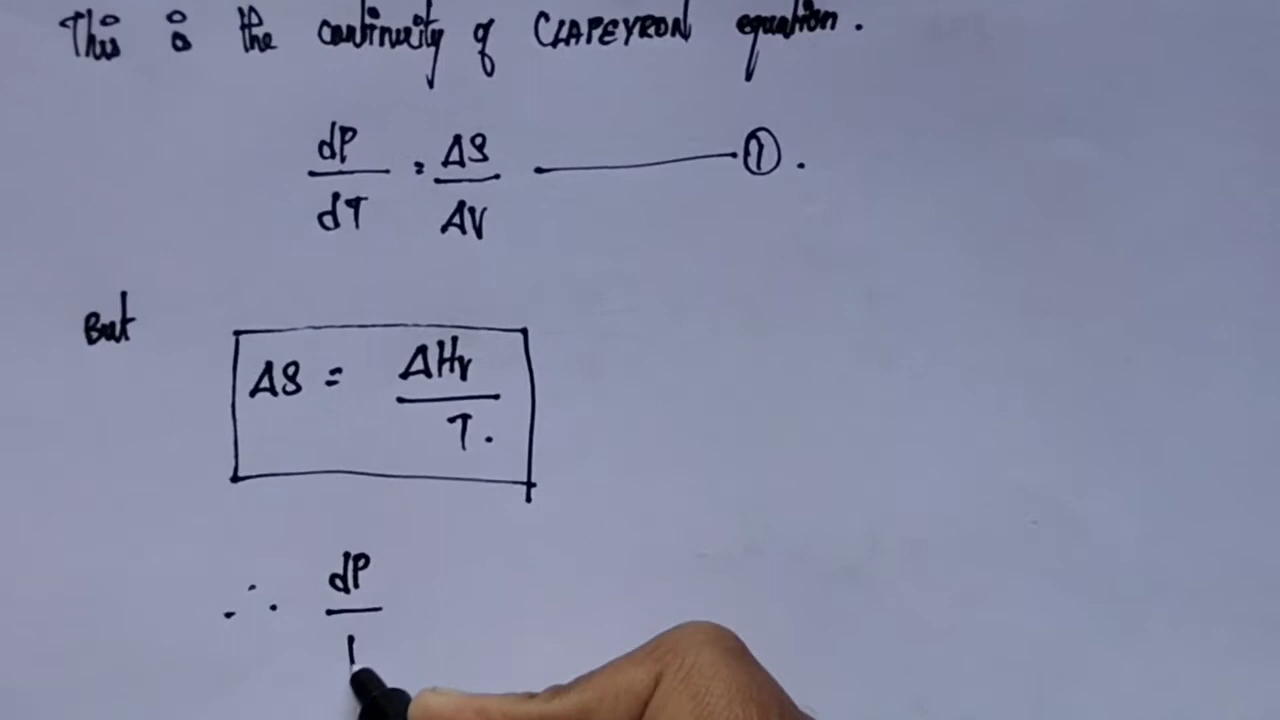 This is the continuity of CLAPEYRON equation.
dP/dT = ΔS/ΔV ——— ①.
But
ΔS = ΔHv/T.
∴ dP